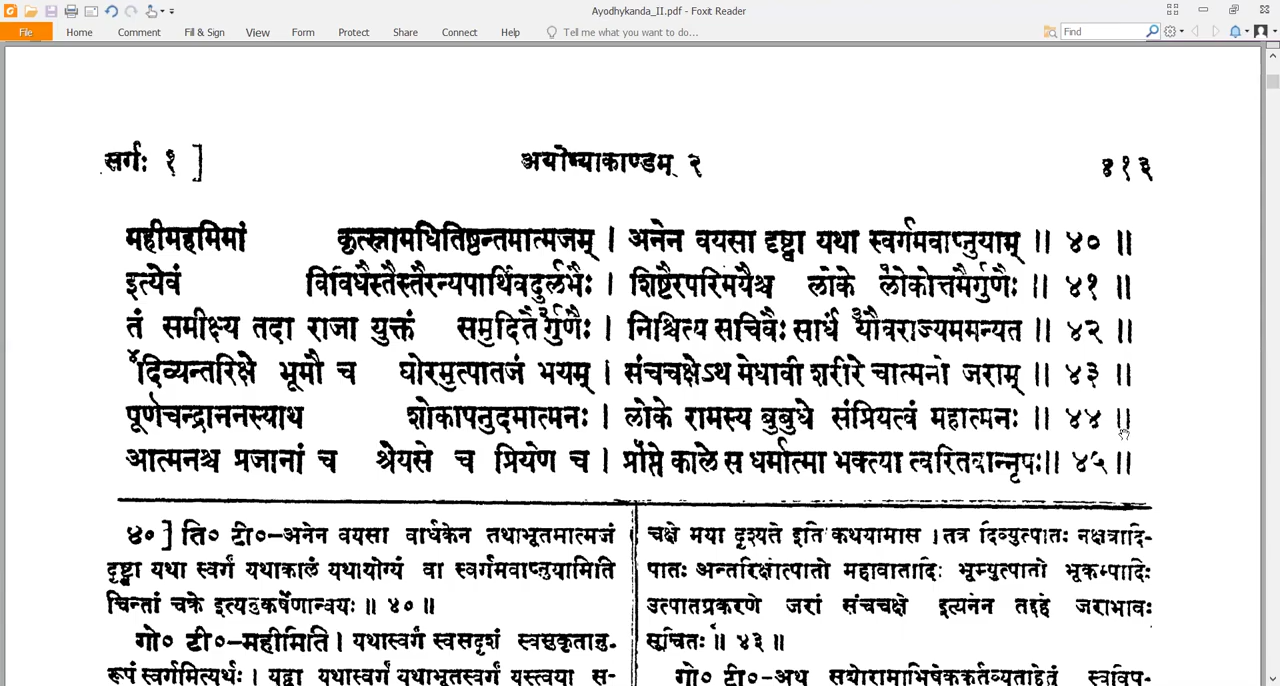 Ayodhykanda_II.pdf - Foxit Reader
File Home Comment Fill & Sign View Form Protect Share Connect Help Tell me what you want to do... Find
सर्गः १ ] अयोध्याकाण्डम् २ ४१३
महीमहमिमां कृत्स्नामधितिष्ठन्तमात्मजम् । अनेन वयसा दृष्ट्वा यथा स्वर्गमवाप्नुयाम् ॥ ४० ॥
इत्येवं विविधैस्तैस्तैरन्यपार्थिवदुर्लभैः । शिष्टैरपरिमेयैश्च लोके लोकोत्तमैर्गुणैः ॥ ४१ ॥
तं समीक्ष्य तदा राजा युक्तं समुदितैर्गुणैः । निश्चित्य सचिवैः सार्धं यौवराज्यममन्यत ॥ ४२ ॥
४दिव्यन्तरिक्षे भूमौ च घोरमुत्पातजं भयम् । संचचक्षेऽथ मेधावी शरीरे चात्मनो जराम् ॥ ४३ ॥
पूर्णचन्द्राननस्याथ शोकापनुदमात्मनः । लोके रामस्य बुबुधे संप्रियत्वं महात्मनः ॥ ४४ ॥
आत्मनश्च प्रजानां च श्रेयसे च प्रियेण च । प्राप्ते काले स धर्मात्मा भक्त्या त्वरितवान्नृपः ॥ ४५ ॥
४० ] ति० टी०-अनेन वयसा वार्धकेन तथाभूतमात्मजं
दृष्ट्वा यथा स्वर्गं यथाकालं यथायोग्यं वा स्वर्गमवाप्नुयामिति
चिन्तां चक्रे इत्यनुकर्षेणान्वयः ॥ ४० ॥
गो० टी०-महीमिति । यथास्वर्गं स्वसदृशं स्वसुकृतानु-
रूपं स्वर्गमित्यर्थः । यद्वा यथास्वर्गं यथाभूतस्वर्गं यस्त्वया स-
चक्षे मया दृश्यते इति कथयामास । तत्र दिव्युत्पातः नक्षत्रादि-
पातः अन्तरिक्षोत्पातो महावातादिः भूम्युत्पातो भूकम्पादिः
उत्पातप्रकरणे जरां संचचक्षे इत्यनेन तद्देहे जराभावः
सूचितः ॥ ४३ ॥
गो० टी०-अथ सद्योरामाभिषेककर्तव्यताहेतुं स्वविप-